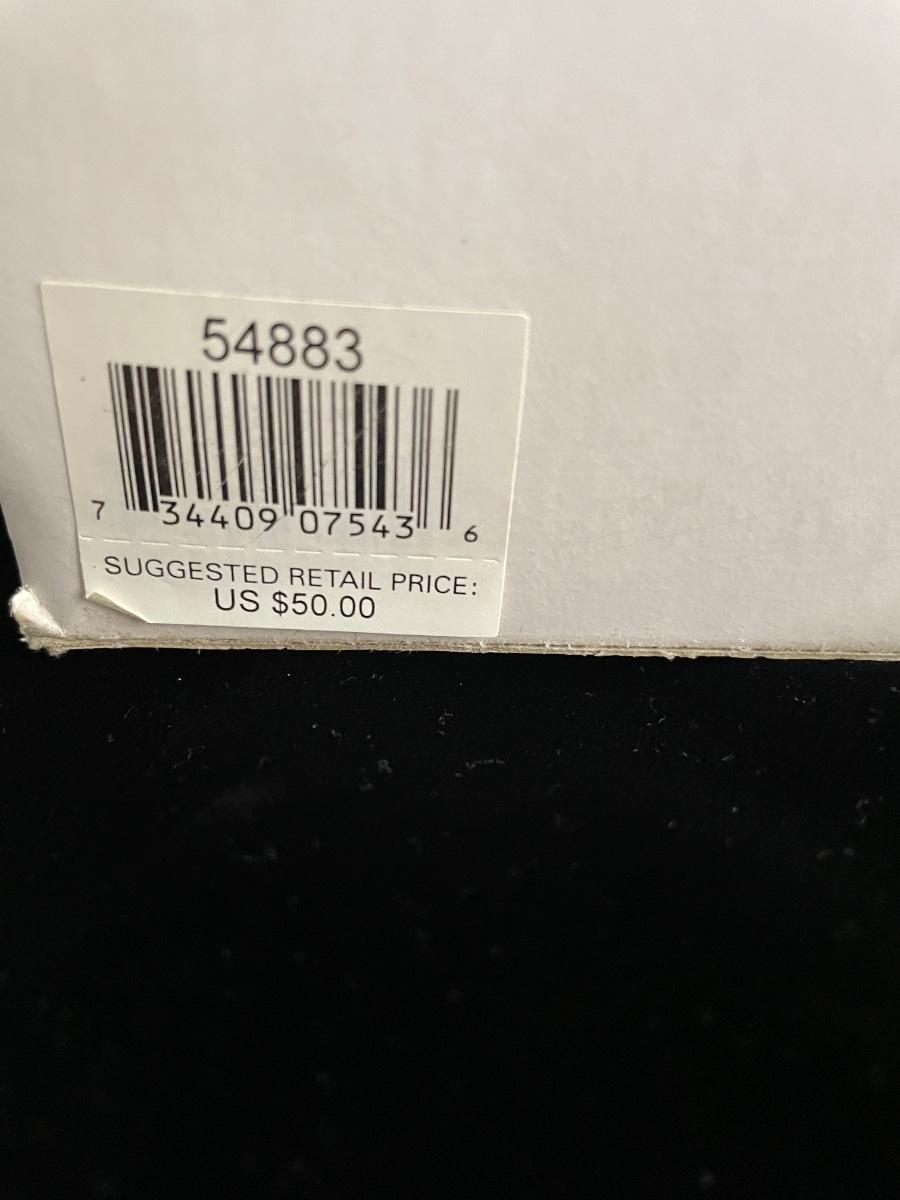 54883
7 34409 07543 6
SUGGESTED RETAIL PRICE:
US $50.00